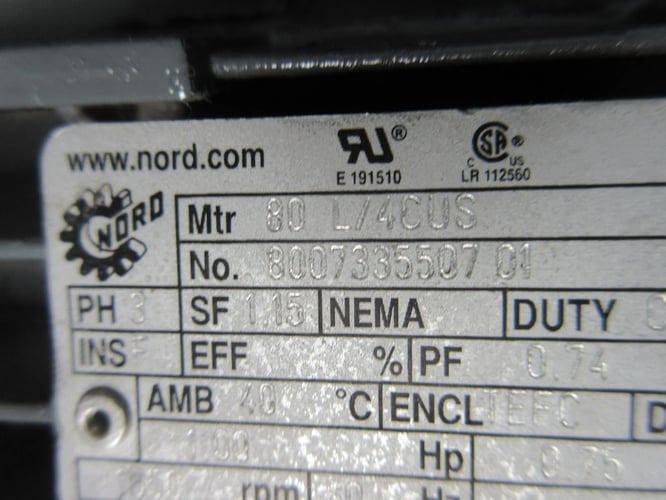 www.nord.com
E 191510
C US
LR 112560
NORD
Mtr 80 L/4CUS
No. 8007335507 01
PH 3 SF 1.15 NEMA DUTY C
INS F EFF % PF 0.74
AMB 40 °C ENCL TEFC D
Hp 0.75
rpm Hz